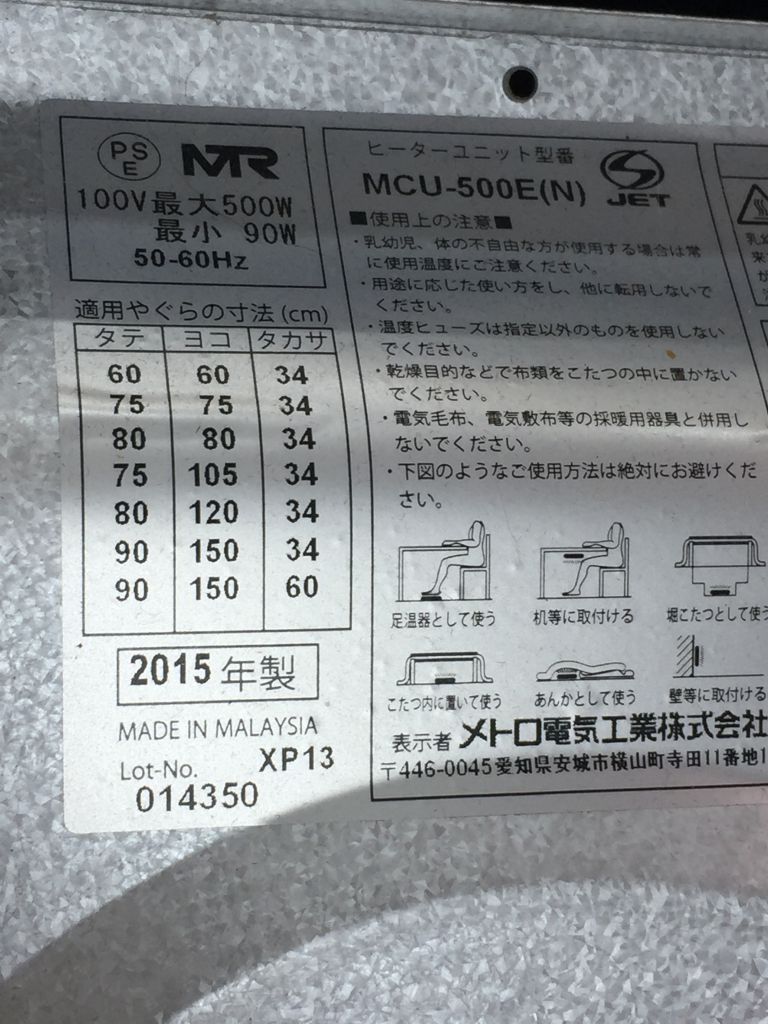 PS
E
MTR
100V最大500W
最小 90W
50-60Hz
適用やぐらの寸法(cm)
タテ ヨコ タカサ
60 60 34
75 75 34
80 80 34
75 105 34
80 120 34
90 150 34
90 150 60
2015年製
MADE IN MALAYSIA
Lot-No. XP13
014350
ヒーターユニット型番
MCU-500E(N)
JET
■使用上の注意■
・乳幼児、体の不自由な方が使用する場合は常
に使用温度にご注意ください。
・用途に応じた使い方をし、他に転用しないで
ください。
・温度ヒューズは指定以外のものを使用しない
でください。
・乾燥目的などで布類をこたつの中に置かない
でください。
・電気毛布、電気敷布等の採暖用器具と併用し
ないでください。
・下図のようなご使用方法は絶対にお避けくだ
さい。
足温器として使う 机等に取付ける 堀こたつとして使う
こたつ内に置いて使う あんかとして使う 壁等に取付ける
表示者 メトロ電気工業株式会社
〒446-0045愛知県安城市横山町寺田11番地1
乳幼
来
が